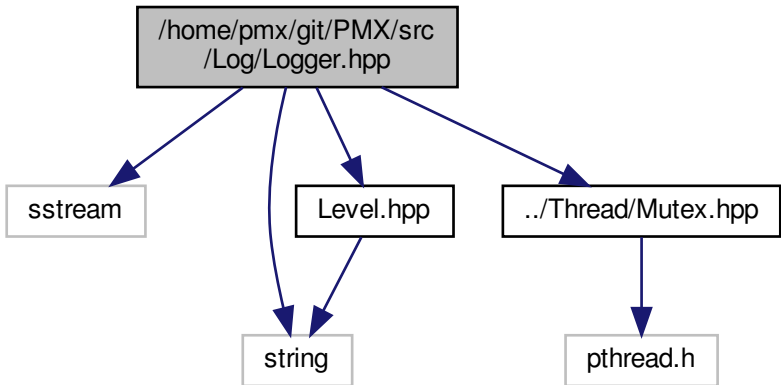 /home/pmx/git/PMX/src
/Log/Logger.hpp
sstream
Level.hpp
../Thread/Mutex.hpp
string
pthread.h